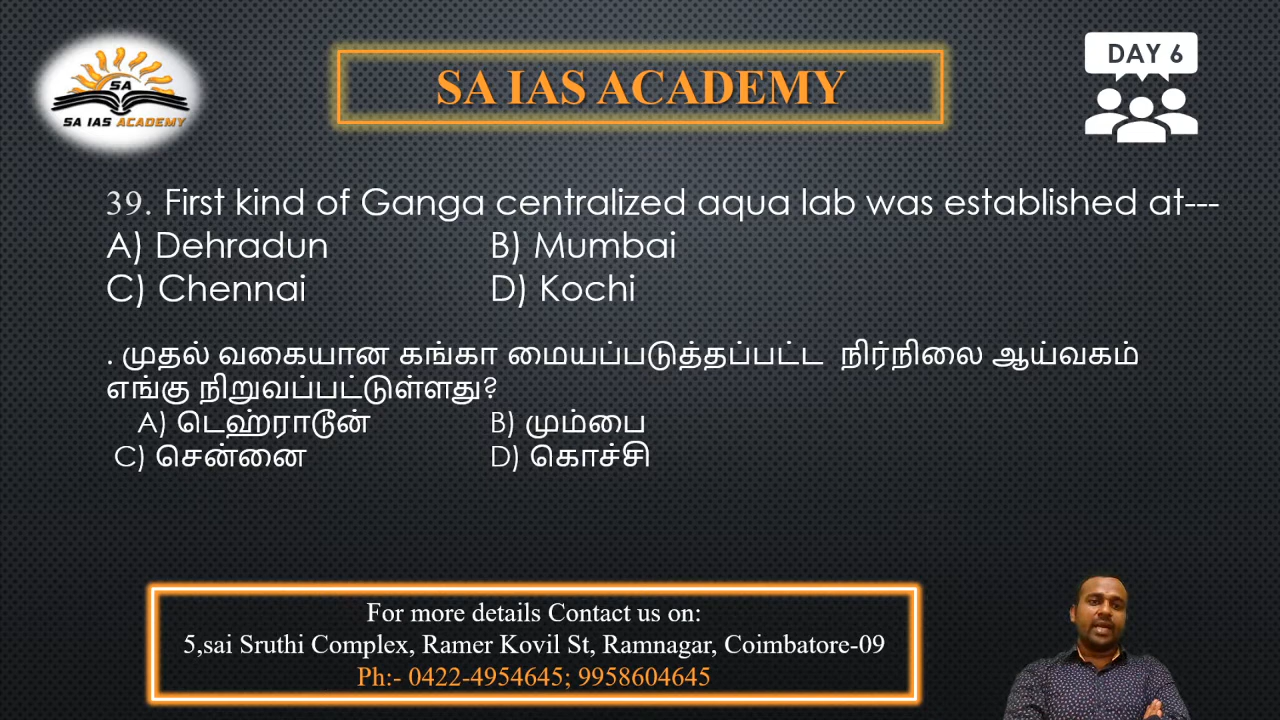 SA
SA IAS ACADEMY
SA IAS ACADEMY
DAY 6
39. First kind of Ganga centralized aqua lab was established at---
A) Dehradun B) Mumbai
C) Chennai D) Kochi
. முதல் வகையான கங்கா மையப்படுத்தப்பட்ட நிர்நிலை ஆய்வகம்
எங்கு நிறுவப்பட்டுள்ளது?
A) டெஹ்ராடூன் B) மும்பை
C) சென்னை D) கொச்சி
For more details Contact us on:
5,sai Sruthi Complex, Ramer Kovil St, Ramnagar, Coimbatore-09
Ph:- 0422-4954645; 9958604645